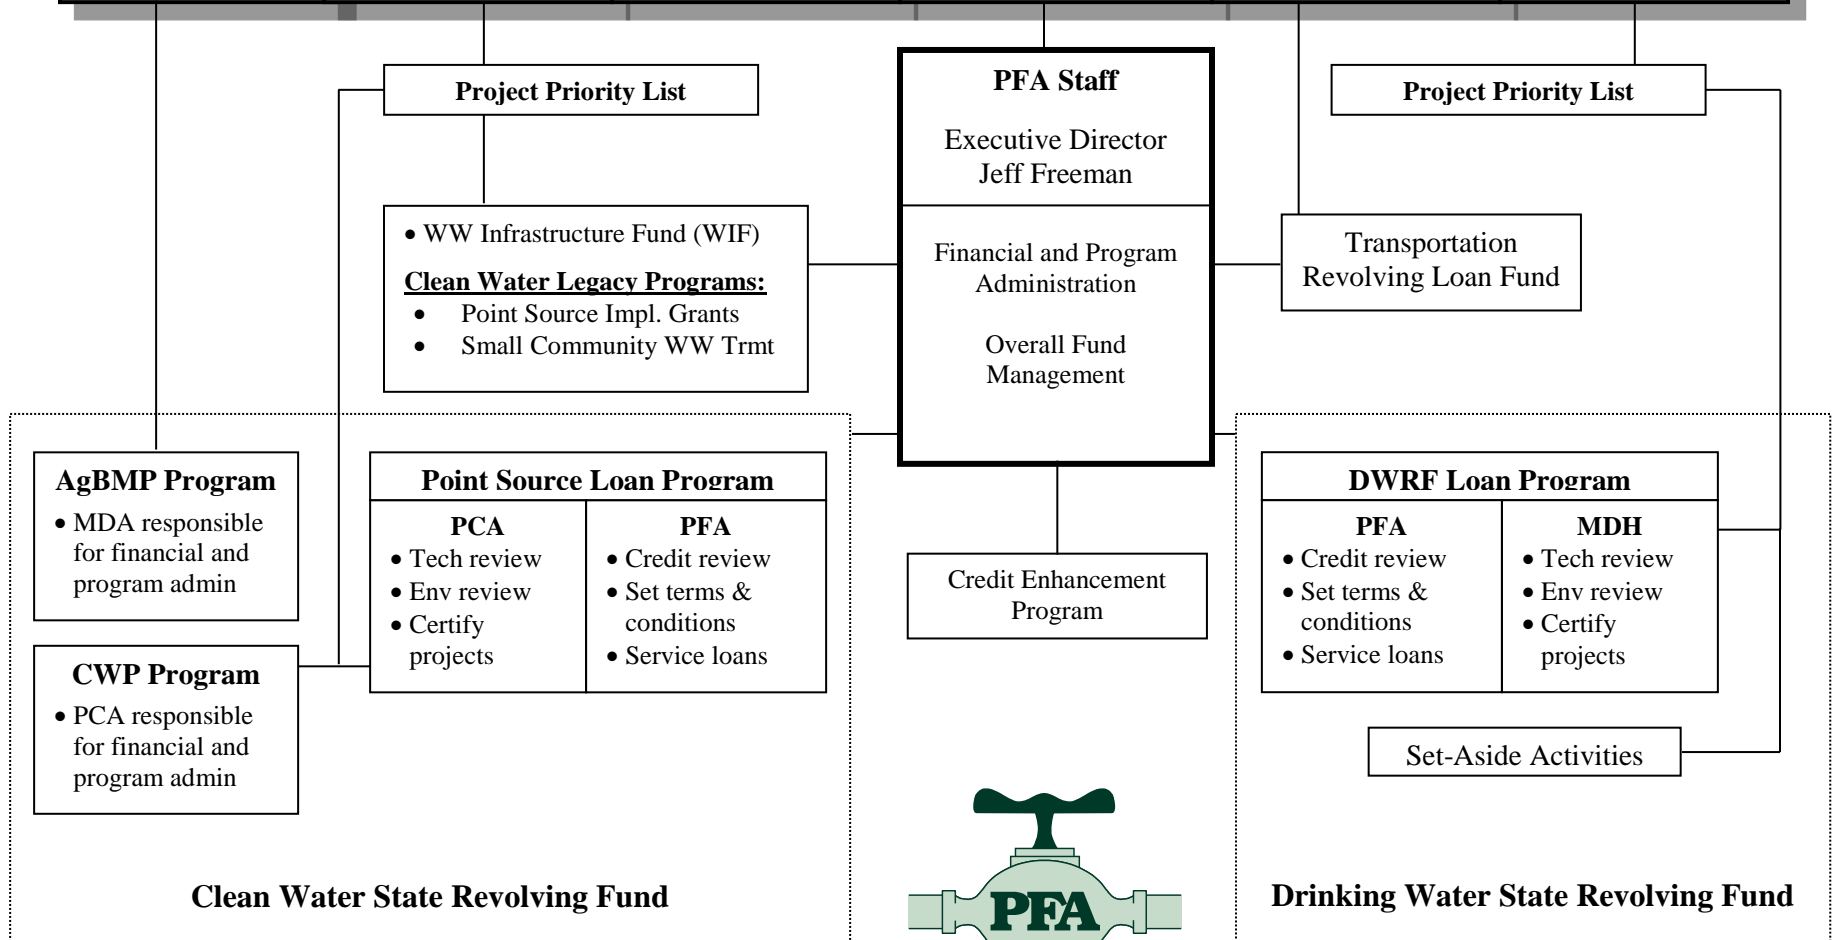 Project Priority List
PFA Staff
Executive Director
Jeff Freeman
Financial and Program
Administration
Overall Fund
Management
Project Priority List
• WW Infrastructure Fund (WIF)
Clean Water Legacy Programs:
• Point Source Impl. Grants
• Small Community WW Trmt
Transportation
Revolving Loan Fund
AgBMP Program
• MDA responsible
for financial and
program admin
CWP Program
• PCA responsible
for financial and
program admin
Point Source Loan Program
PCA
• Tech review
• Env review
• Certify
projects
PFA
• Credit review
• Set terms &
conditions
• Service loans
Credit Enhancement
Program
DWRF Loan Program
PFA
• Credit review
• Set terms &
conditions
• Service loans
MDH
• Tech review
• Env review
• Certify
projects
Set-Aside Activities
Clean Water State Revolving Fund
PFA
Drinking Water State Revolving Fund